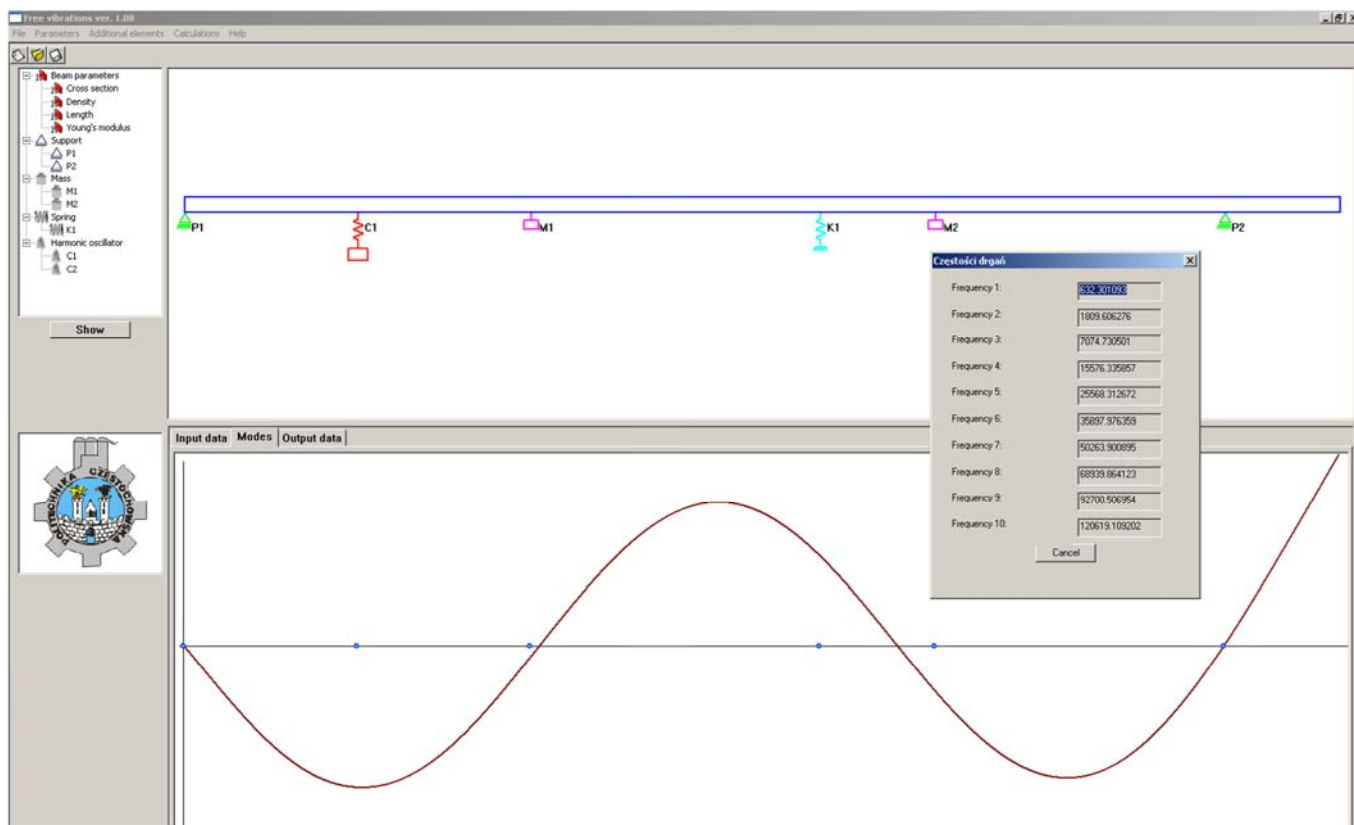 Free vibrations ver. 1.00
File Parameters Additional elements Calculations Help
Beam parameters
Cross section
Density
Length
Young's modulus
Support
P1
P2
Mass
M1
M2
Spring
K1
Harmonic oscillator
C1
C2
Show
P1
C1
M1
K1
M2
P2
Częstości drgań
Frequency 1: 632.301093
Frequency 2: 1809.606276
Frequency 3: 7074.730501
Frequency 4: 15576.335857
Frequency 5: 25568.312672
Frequency 6: 35897.976359
Frequency 7: 50263.900895
Frequency 8: 68939.864123
Frequency 9: 92700.506954
Frequency 10: 120619.109202
Cancel
Input data Modes Output data
POLITECHNIKA CZĘSTOCHOWSKA